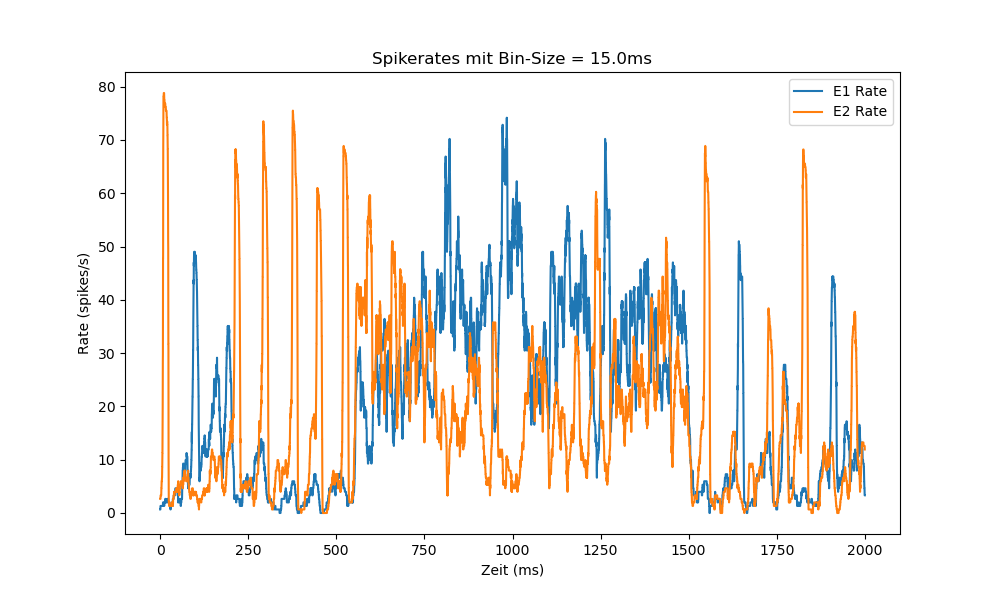 Spikerates mit Bin-Size = 15.0ms
E1 Rate
E2 Rate
80
70
60
50
40
30
20
10
0
Rate (spikes/s)
0 250 500 750 1000 1250 1500 1750 2000
Zeit (ms)